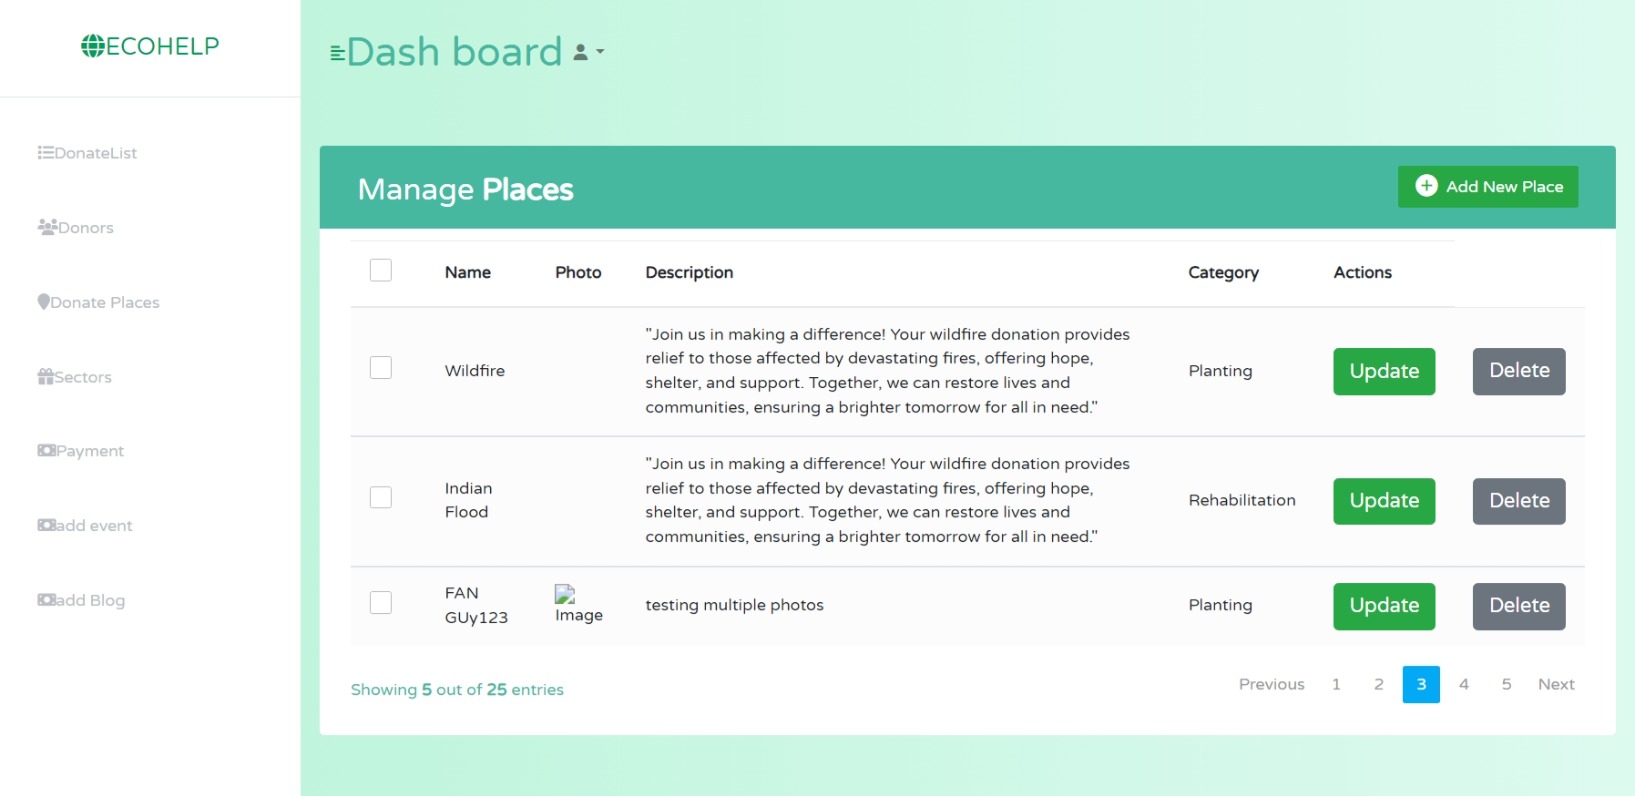 ECOHELP
Dash board
DonateList
Donors
Donate Places
Sectors
Payment
add event
add Blog
Manage Places
Add New Place
Name Photo Description Category Actions
Wildfire
"Join us in making a difference! Your wildfire donation provides
relief to those affected by devastating fires, offering hope,
shelter, and support. Together, we can restore lives and
communities, ensuring a brighter tomorrow for all in need."
Planting
Update
Delete
Indian
Flood
"Join us in making a difference! Your wildfire donation provides
relief to those affected by devastating fires, offering hope,
shelter, and support. Together, we can restore lives and
communities, ensuring a brighter tomorrow for all in need."
Rehabilitation
Update
Delete
FAN
GUy123
Image
testing multiple photos
Planting
Update
Delete
Showing 5 out of 25 entries
Previous 1 2 3 4 5 Next